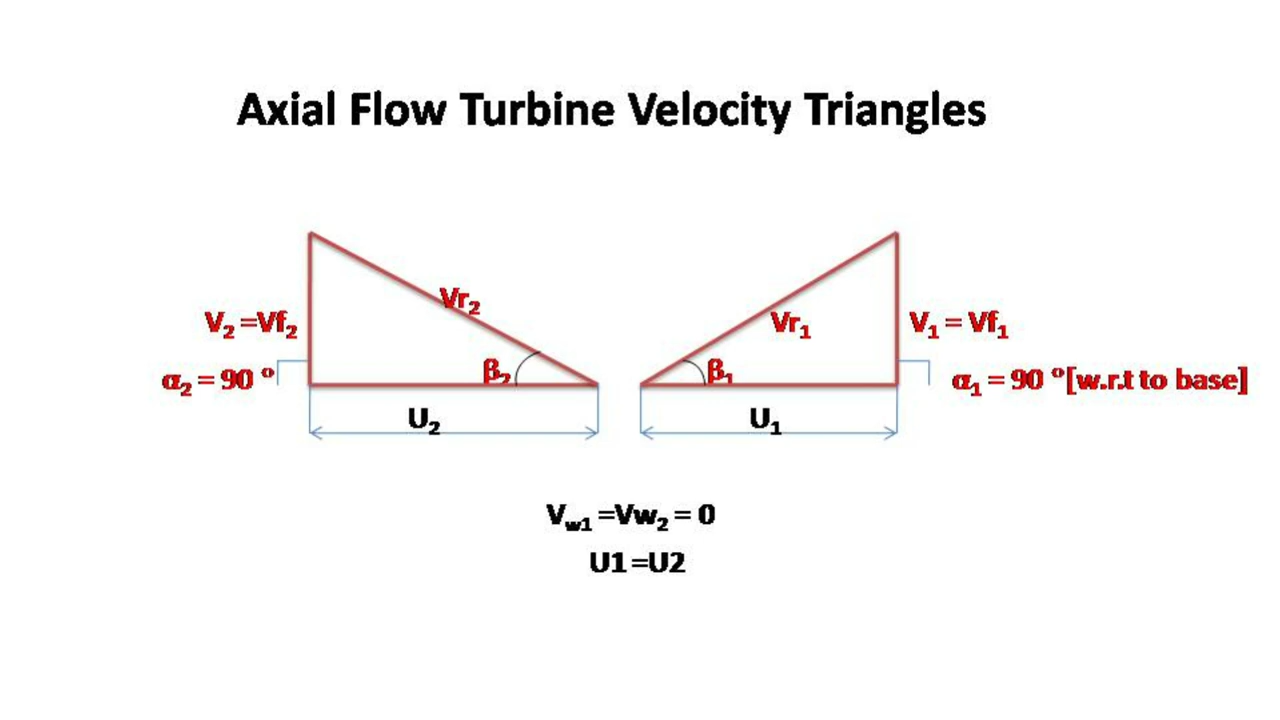 Axial Flow Turbine Velocity Triangles
Vr₂
Vr₁
V₂ =Vf₂
V₁ = Vf₁
α₂ = 90 °
β₂
β₁
α₁ = 90 °[w.r.t to base]
U₂
U₁
Vw₁ =Vw₂ = 0
U1 =U2